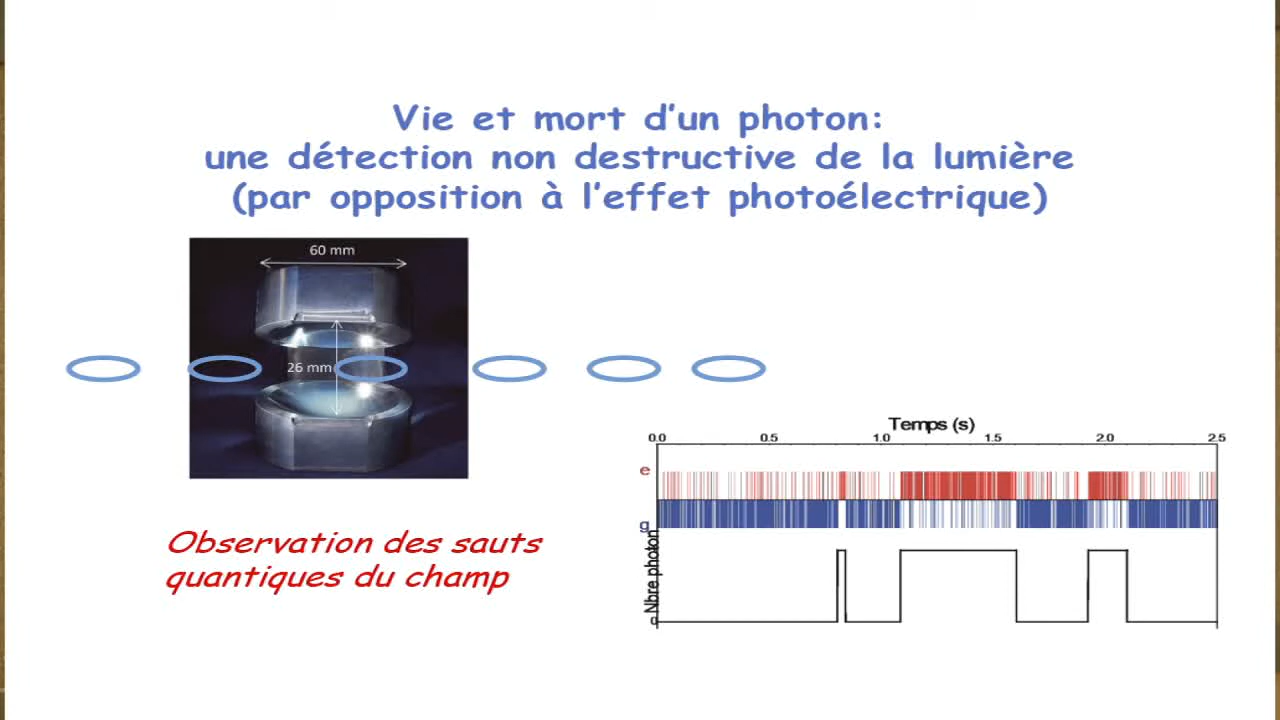 Vie et mort d'un photon:
une détection non destructive de la lumière
(par opposition à l'effet photoélectrique)
60 mm
26 mm
Observation des sauts
quantiques du champ
Temps (s)
0.0 0.5 1.0 1.5 2.0 2.5
e
g
Nbre photon
0